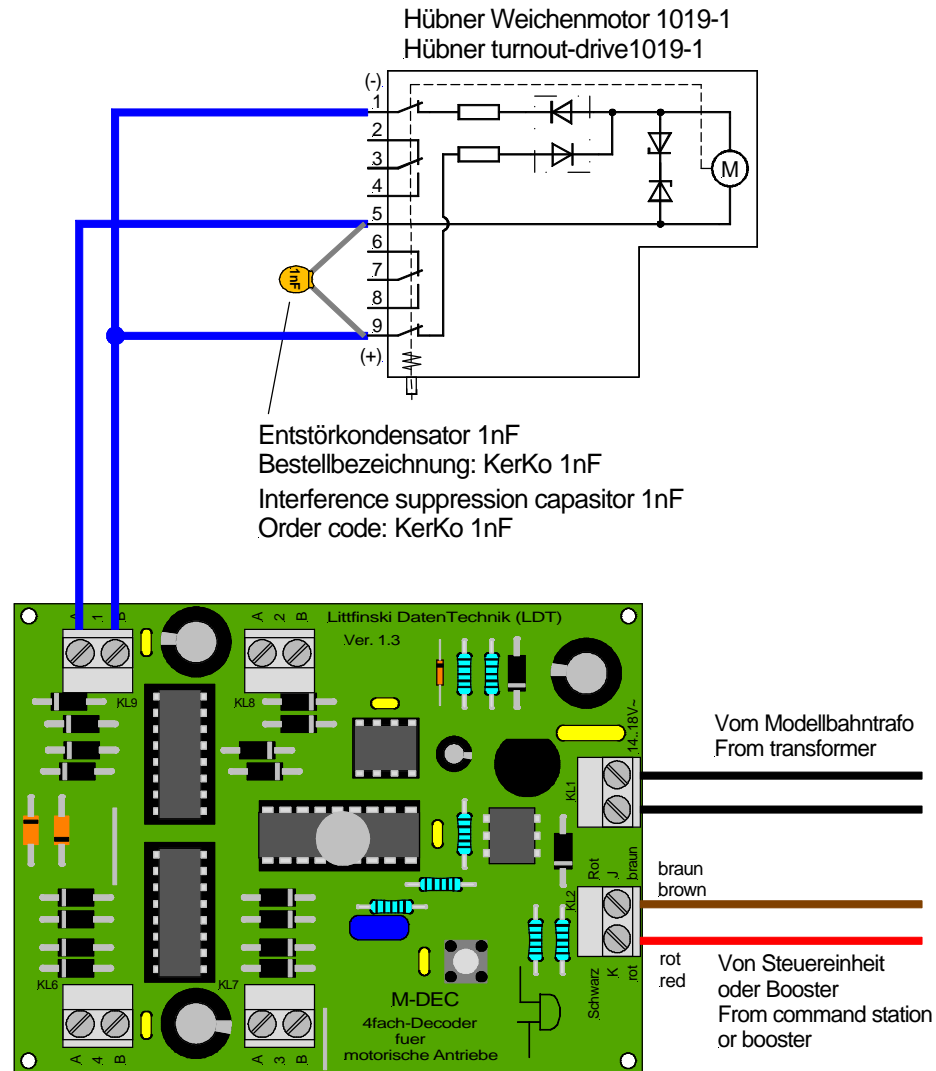 Hübner Weichenmotor 1019-1
Hübner turnout-drive1019-1
(-)
1
2
3
4
5
6
7
8
9
(+)
M
1nF
Entstörkondensator 1nF
Bestellbezeichnung: KerKo 1nF
Interference suppression capasitor 1nF
Order code: KerKo 1nF
A 1 B
KL9
A 2 B
KL8
Littfinski DatenTechnik (LDT)
Ver. 1.3
14..18V~
KL1
Vom Modellbahntrafo
From transformer
Rot J braun
KL2
braun
brown
rot
red
Schwarz K rot
Von Steuereinheit
oder Booster
From command station
or booster
KL6
A 4 B
KL7
A 3 B
M-DEC
4fach-Decoder
fuer
motorische Antriebe